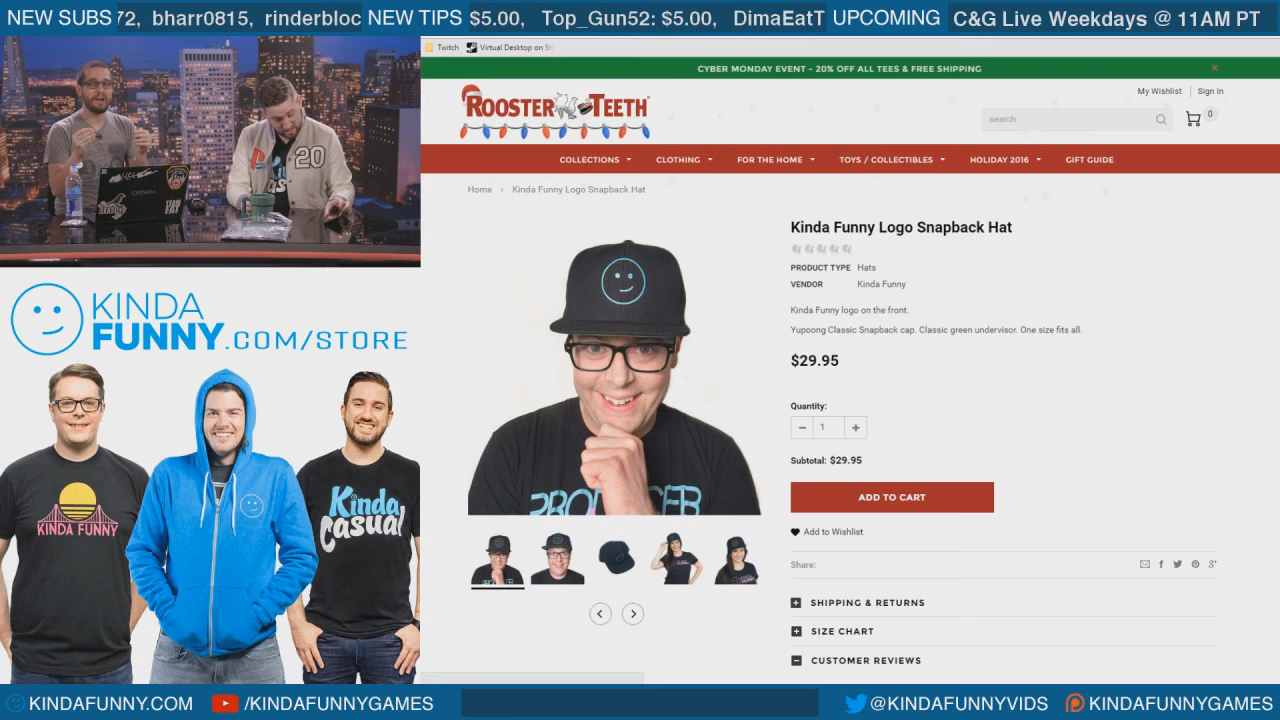 NEW SUBS 72, bharr0815, rinderbloc NEW TIPS $5.00, Top_Gun52: $5.00, DimaEatT UPCOMING C&G Live Weekdays @ 11AM PT
Twitch Virtual Desktop on
CYBER MONDAY EVENT - 20% OFF ALL TEES & FREE SHIPPING
My Wishlist Sign In
ROOSTER TEETH
search
0
COLLECTIONS CLOTHING FOR THE HOME TOYS / COLLECTIBLES HOLIDAY 2016 GIFT GUIDE
Home > Kinda Funny Logo Snapback Hat
20
KINDA
FUNNY.COM/STORE
KINDA FUNNY
Kinda
Casual
PRODUCER
Kinda Funny Logo Snapback Hat
PRODUCT TYPE Hats
VENDOR Kinda Funny
Kinda Funny logo on the front.
Yupoong Classic Snapback cap. Classic green undervisor. One size fits all.
$29.95
Quantity:
1
Subtotal: $29.95
ADD TO CART
Add to Wishlist
Share:
SHIPPING & RETURNS
SIZE CHART
CUSTOMER REVIEWS
KINDAFUNNY.COM /KINDAFUNNYGAMES @KINDAFUNNYVIDS KINDAFUNNYGAMES